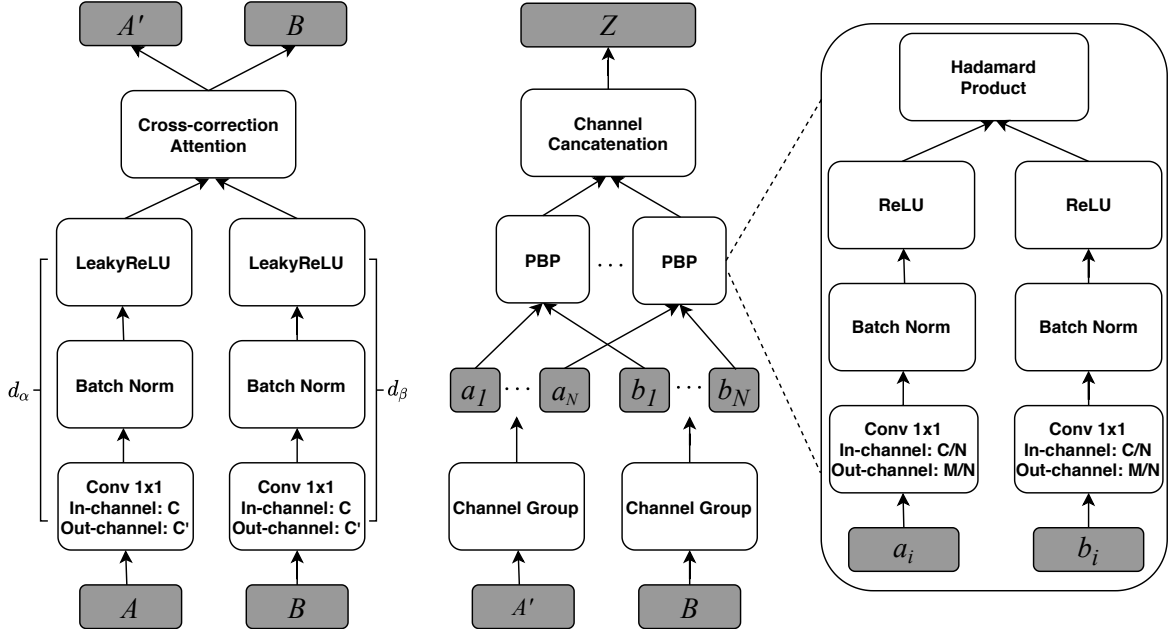 A′
B
Cross-correction
Attention
LeakyReLU
LeakyReLU
Batch Norm
Batch Norm
dα
dβ
Conv 1x1
In-channel: C
Out-channel: C'
Conv 1x1
In-channel: C
Out-channel: C'
A
B
Z
Channel
Cancatenation
PBP
...
PBP
a1
...
aN
b1
...
bN
Channel Group
Channel Group
A′
B
Hadamard
Product
ReLU
ReLU
Batch Norm
Batch Norm
Conv 1x1
In-channel: C/N
Out-channel: M/N
Conv 1x1
In-channel: C/N
Out-channel: M/N
ai
bi